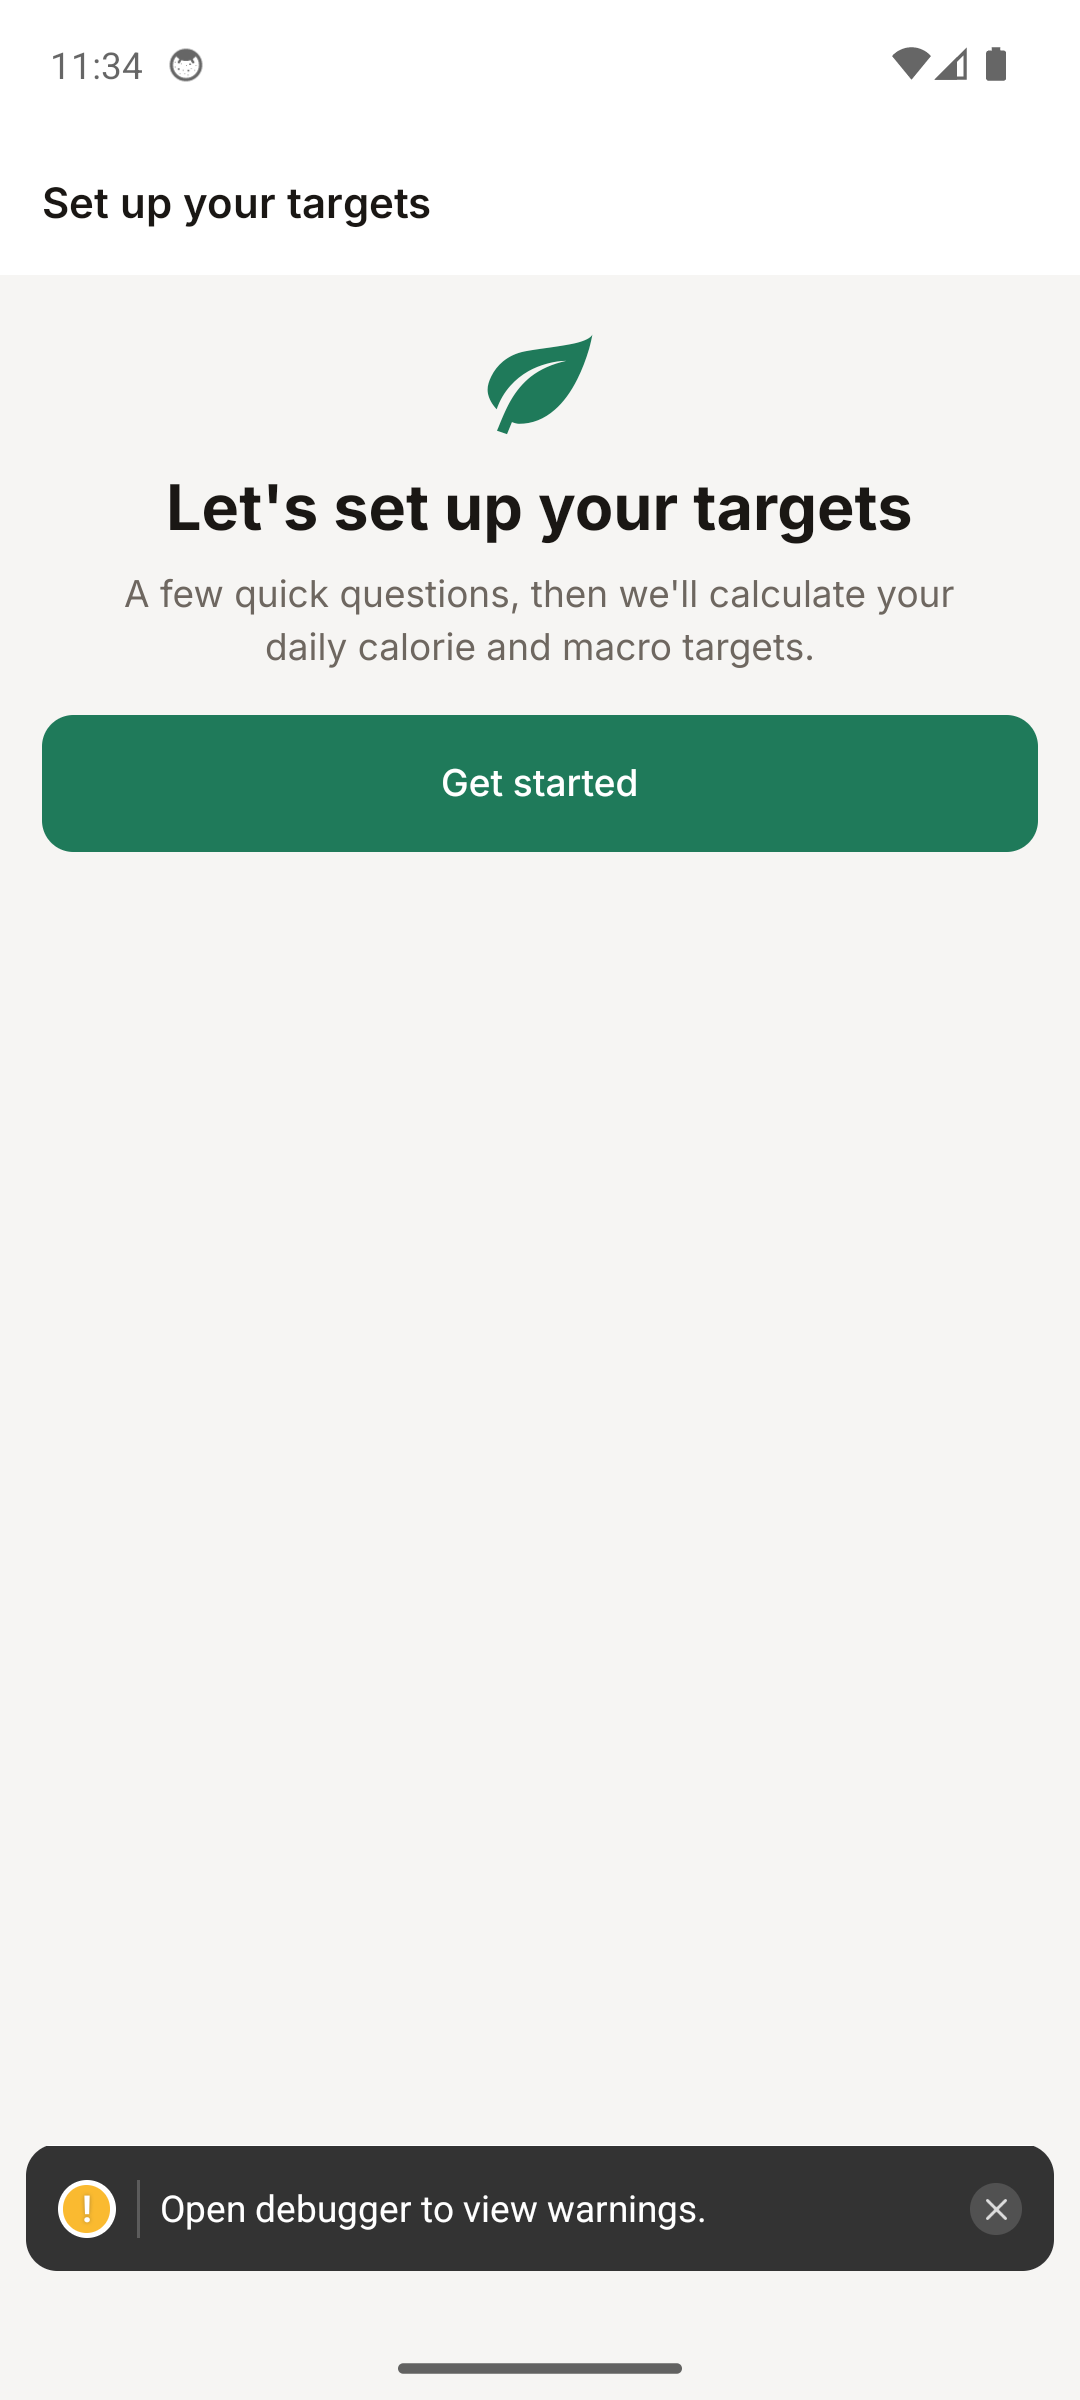 11:34
Set up your targets
Let's set up your targets
A few quick questions, then we'll calculate your
daily calorie and macro targets.
Get started
Open debugger to view warnings.